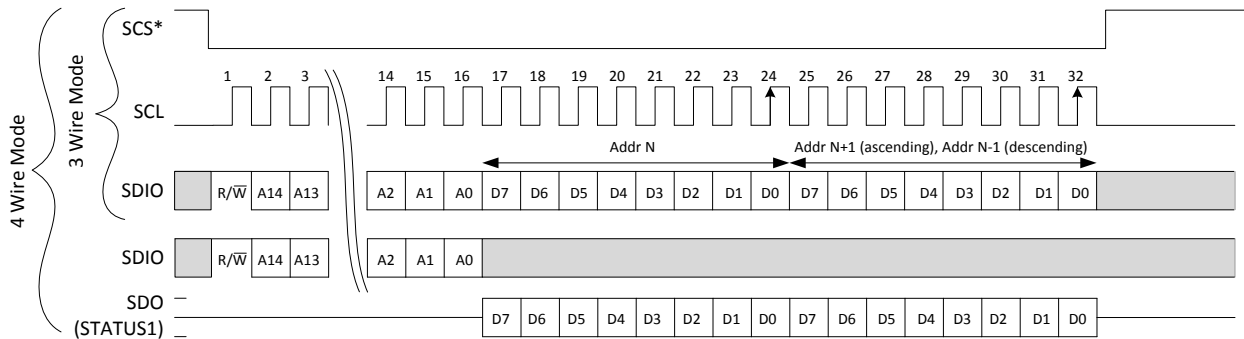 4 Wire Mode
3 Wire Mode
SCS*
1 2 3 14 15 16 17 18 19 20 21 22 23 24 25 26 27 28 29 30 31 32
SCL
Addr N Addr N+1 (ascending), Addr N-1 (descending)
SDIO R/W̅ A14 A13 A2 A1 A0 D7 D6 D5 D4 D3 D2 D1 D0 D7 D6 D5 D4 D3 D2 D1 D0
SDIO R/W̅ A14 A13 A2 A1 A0
SDO
(STATUS1) D7 D6 D5 D4 D3 D2 D1 D0 D7 D6 D5 D4 D3 D2 D1 D0